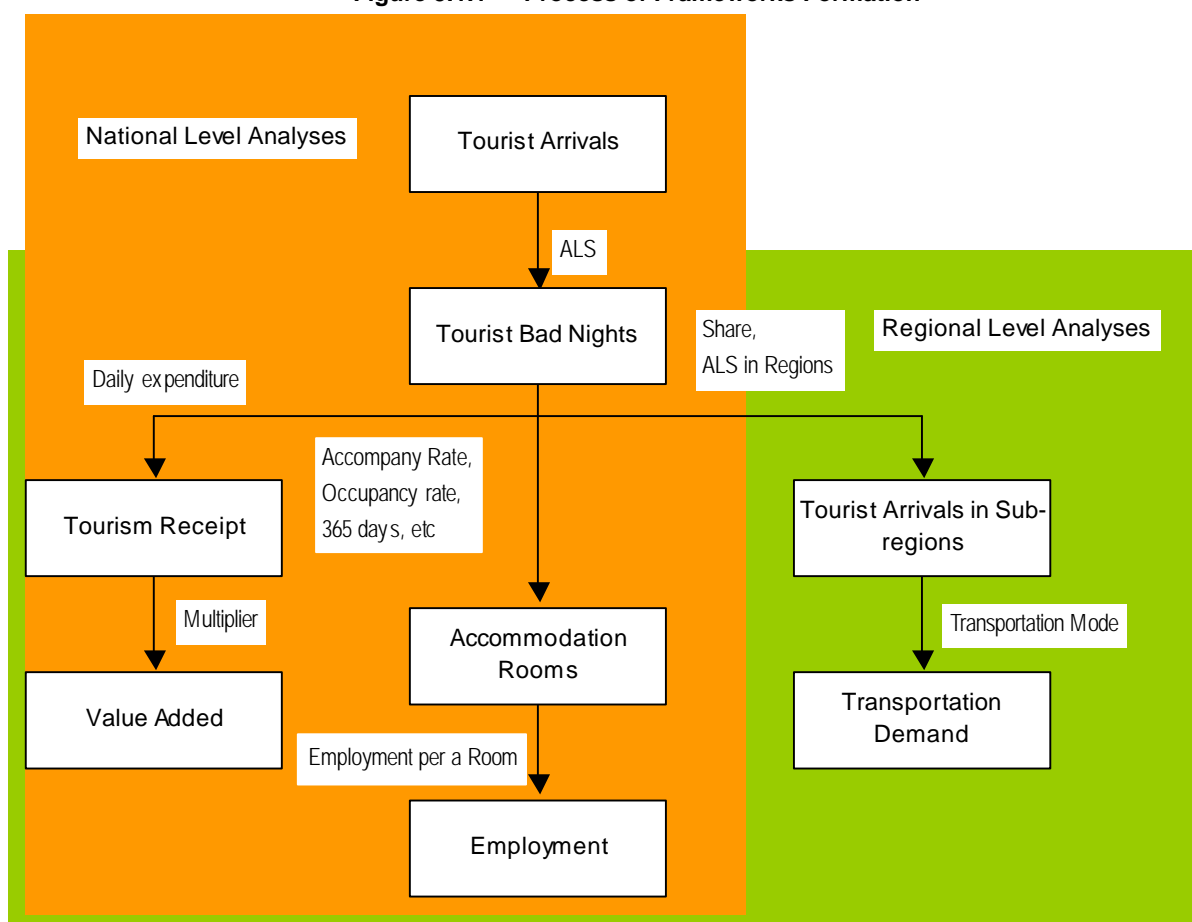 National Level Analyses
Tourist Arrivals
ALS
Tourist Bad Nights
Share,
ALS in Regions
Regional Level Analyses
Daily expenditure
Accompany Rate,
Occupancy rate,
365 days, etc
Tourism Receipt
Tourist Arrivals in Sub-
regions
Multiplier
Transportation Mode
Accommodation
Rooms
Value Added
Transportation
Demand
Employment per a Room
Employment